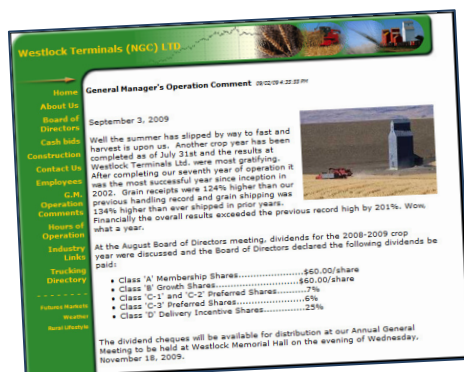 Westlock Terminals (NGC) LTD
Home
About Us
Board of
Directors
Cash bids
Construction
Contact Us
Employees
G.M.
Operation
Comments
Hours of
Operation
Industry
Links
Trucking
Directory
Futures Markets
Weather
Rural Lifestyle
General Manager's Operation Comment 09/02/09 4:33:33 PM
September 3, 2009
Well the summer has slipped by way to fast and
harvest is upon us. Another crop year has been
completed as of July 31st and the results at
Westlock Terminals Ltd. were most gratifying.
After completing our seventh year of operation it
was the most successful year since inception in
2002. Grain receipts were 124% higher than our
previous handling record and grain shipping was
134% higher than ever shipped in prior years.
Financially the overall results exceeded the previous record high by 201%. Wow,
what a year.
At the August Board of Directors meeting, dividends for the 2008-2009 crop
year were discussed and the Board of Directors declared the following dividends be
paid:
• Class 'A' Membership Shares.......................$60.00/share
• Class 'B' Growth Shares..............................$60.00/share
• Class 'C-1' and 'C-2' Preferred Shares..........7%
• Class 'C-3' Preferred Shares........................6%
• Class 'D' Delivery Incentive Shares...............25%
The dividend cheques will be available for distribution at our Annual General
Meeting to be held at Westlock Memorial Hall on the evening of Wednesday,
November 18, 2009.